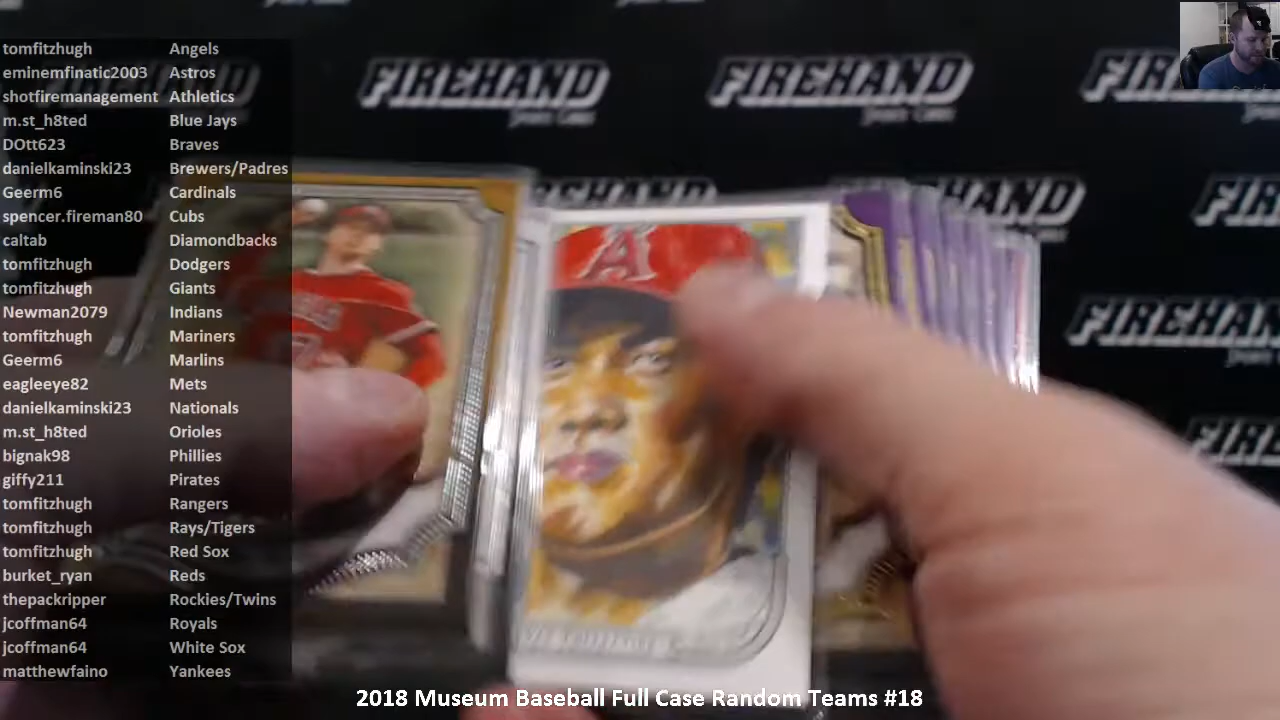 tomfitzhugh Angels
eminemfinatic2003 Astros
shotfiremanagement Athletics
m.st_h8ted Blue Jays
DOtt623 Braves
danielkaminski23 Brewers/Padres
Geerm6 Cardinals
spencer.fireman80 Cubs
caltab Diamondbacks
tomfitzhugh Dodgers
tomfitzhugh Giants
Newman2079 Indians
tomfitzhugh Mariners
Geerm6 Marlins
eagleeye82 Mets
danielkaminski23 Nationals
m.st_h8ted Orioles
bignak98 Phillies
giffy211 Pirates
tomfitzhugh Rangers
tomfitzhugh Rays/Tigers
tomfitzhugh Red Sox
burket_ryan Reds
thepackripper Rockies/Twins
jcoffman64 Royals
jcoffman64 White Sox
matthewfaino Yankees
FIREHAND FIREHAND FIREHAND
FIREHAND FIREHAND FIREHAND
FIREHAND
FIREHAND
A
2018 Museum Baseball Full Case Random Teams #18